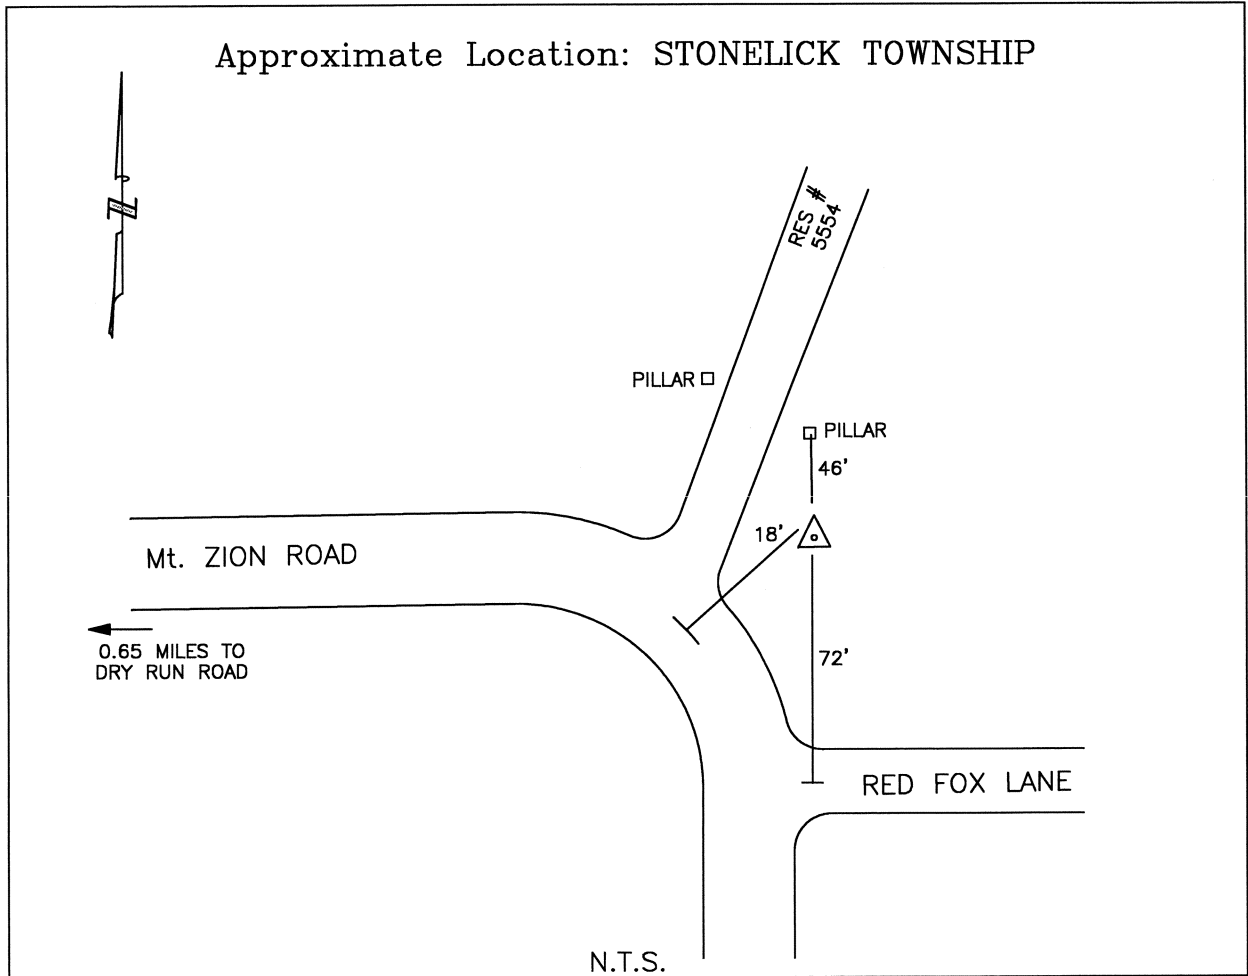 Approximate Location: STONELICK TOWNSHIP
N
RES #
5554
PILLAR
PILLAR
46'
18'
Mt. ZION ROAD
0.65 MILES TO
DRY RUN ROAD
72'
RED FOX LANE
N.T.S.